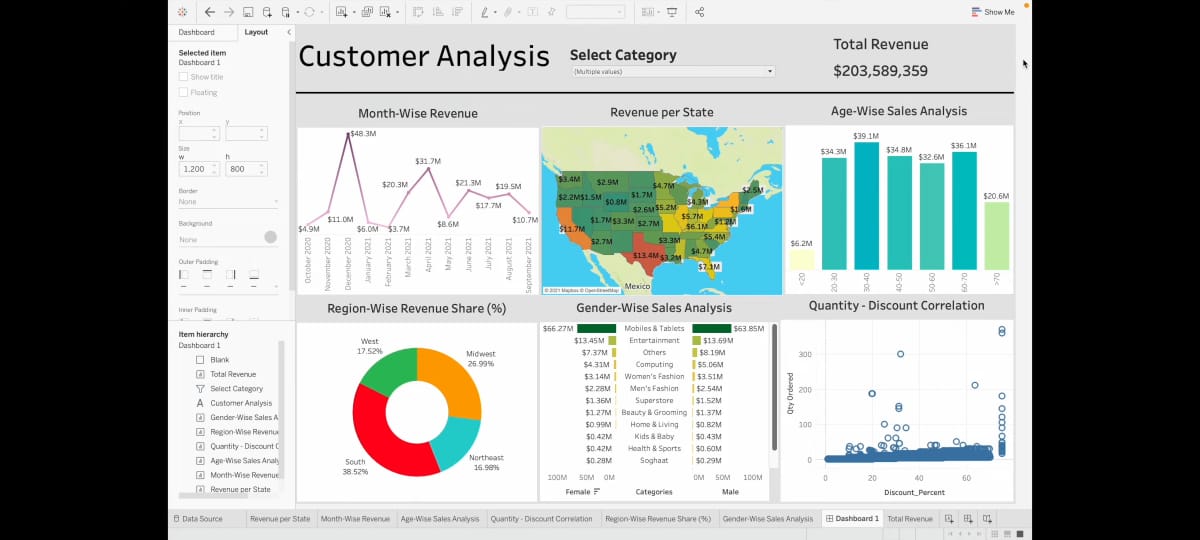 Show Me
Dashboard
Layout
Selected item
Dashboard 1
Show title
Floating
Position
x
y
Size
w
h
1,200
800
Border
None
Background
None
Outer Padding
Inner Padding
Item hierarchy
Dashboard 1
Blank
Total Revenue
Select Category
Customer Analysis
Gender-Wise Sales A
Region-Wise Revenue
Quantity - Discount C
Age-Wise Sales Analy
Month-Wise Revenue
Revenue per State
Customer Analysis
Select Category
(Multiple values)
Total Revenue
$203,589,359
Month-Wise Revenue
$48.3M
$31.7M
$20.3M
$21.3M
$19.5M
$17.7M
$11.0M
$10.7M
$4.9M
$6.0M
$3.7M
$8.6M
October 2020
November 2020
December 2020
January 2021
February 2021
March 2021
April 2021
May 2021
June 2021
July 2021
August 2021
September 2021
Revenue per State
$3.4M
$2.9M
$4.7M
$2.5M
$2.2M
$1.5M
$0.8M
$1.7M
$4.3M
$1.6M
$2.6M
$5.2M
$5.7M
$1.2M
$11.7M
$1.7M
$3.3M
$2.7M
$6.1M
$2.7M
$3.3M
$5.4M
$13.4M
$3.2M
$4.7M
$7.1M
Mexico
© 2021 Mapbox © OpenStreetMap
Age-Wise Sales Analysis
$39.1M
$34.3M
$34.8M
$32.6M
$36.1M
$20.6M
$6.2M
<20
20-30
30-40
40-50
50-60
60-70
>70
Region-Wise Revenue Share (%)
West
17.52%
Midwest
26.99%
Northeast
16.98%
South
38.52%
Gender-Wise Sales Analysis
$66.27M Mobiles & Tablets $63.85M
$13.45M Entertainment $13.69M
$7.37M Others $8.19M
$4.31M Computing $5.06M
$3.14M Women's Fashion $3.51M
$2.28M Men's Fashion $2.54M
$1.36M Superstore $1.52M
$1.27M Beauty & Grooming $1.37M
$0.99M Home & Living $0.82M
$0.42M Kids & Baby $0.43M
$0.42M Health & Sports $0.60M
$0.28M Soghaat $0.29M
100M 50M 0M 0M 50M 100M
Female Categories Male
Quantity - Discount Correlation
Qty Ordered
300
200
100
0
0 20 40 60
Discount_Percent
Data Source
Revenue per State
Month-Wise Revenue
Age-Wise Sales Analysis
Quantity - Discount Correlation
Region-Wise Revenue Share (%)
Gender-Wise Sales Analysis
Dashboard 1
Total Revenue